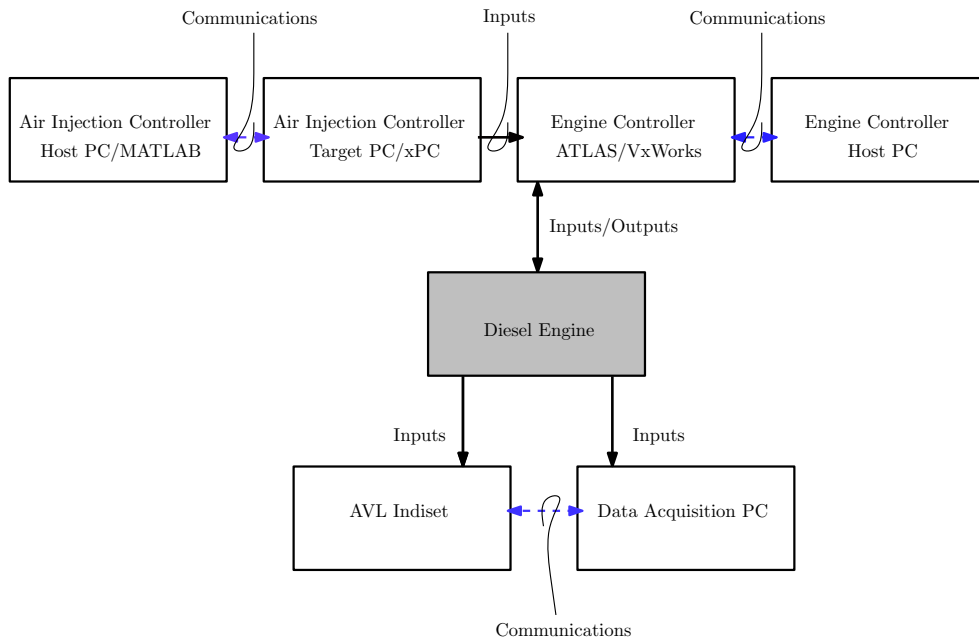 Communications
Inputs
Communications
Air Injection Controller
Host PC/MATLAB
Air Injection Controller
Target PC/xPC
Engine Controller
ATLAS/VxWorks
Engine Controller
Host PC
Inputs/Outputs
Diesel Engine
Inputs
Inputs
AVL Indiset
Data Acquisition PC
Communications